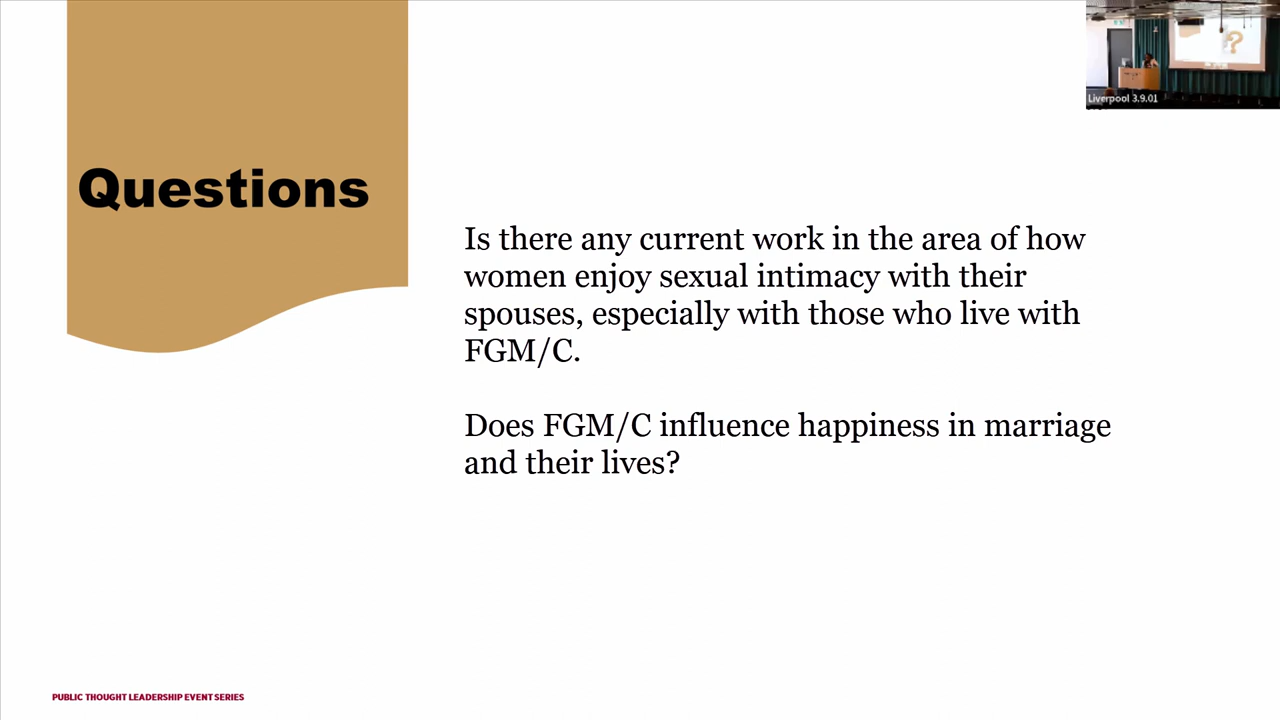 Questions
Is there any current work in the area of how
women enjoy sexual intimacy with their
spouses, especially with those who live with
FGM/C.
Does FGM/C influence happiness in marriage
and their lives?
Liverpool 3.9.01
?
PUBLIC THOUGHT LEADERSHIP EVENT SERIES